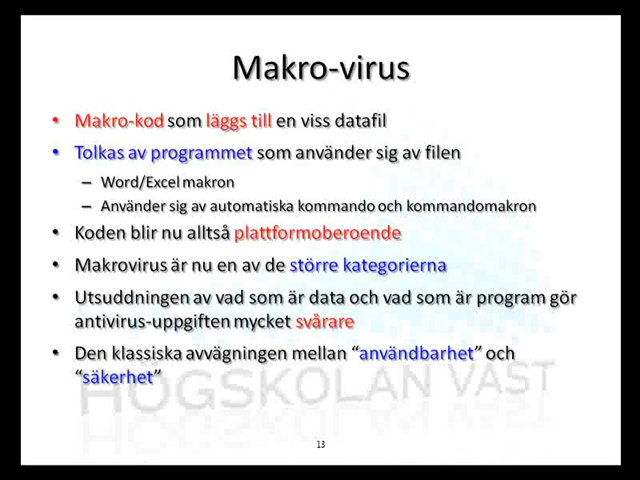 Makro-virus
• Makro-kod som läggs till en viss datafil
• Tolkas av programmet som använder sig av filen
– Word/Excel makron
– Använder sig av automatiska kommando och kommandomakron
• Koden blir nu alltså plattformoberoende
• Makrovirus är nu en av de större kategorierna
• Utsuddningen av vad som är data och vad som är program gör
antivirus-uppgiften mycket svårare
• Den klassiska avvägningen mellan “användbarhet” och
“säkerhet”
HÖGSKOLAN VÄST
13